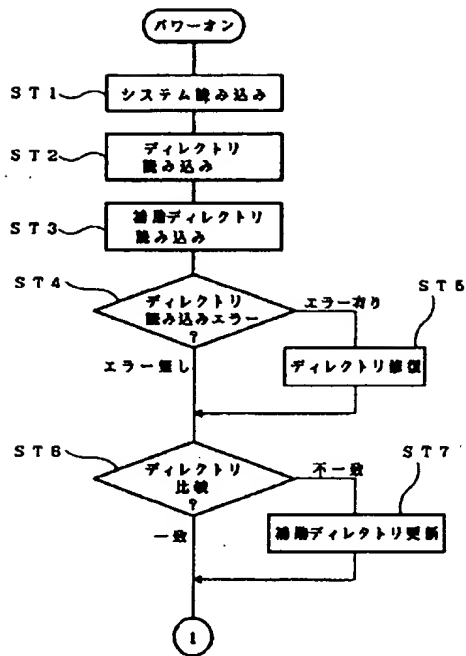 パワーオン
ST1
システム読み込み
ST2
ディレクトリ
読み込み
ST3
補助ディレクトリ
読み込み
ST4
ディレクトリ
読み込みエラー
?
エラー有り
ST5
エラー無し
ディレクトリ修復
ST6
ディレクトリ
比較
?
不一致
ST7
一致
補助ディレクトリ更新
1